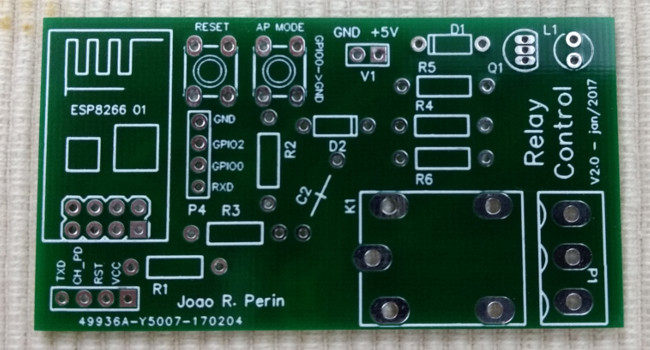 RESET
AP MODE
GPIO0->GND
GND +5V
V1
D1
Q1
L1
R5
R4
R6
ESP8266 01
GND
GPIO2
GPIO0
RXD
P4
R2
D2
C2
R3
K1
Relay
Control
V2.0 - jan/2017
P1
TXD
CH_PD
RST
VCC
R1
Joao R. Perin
49936A-Y5007-170204